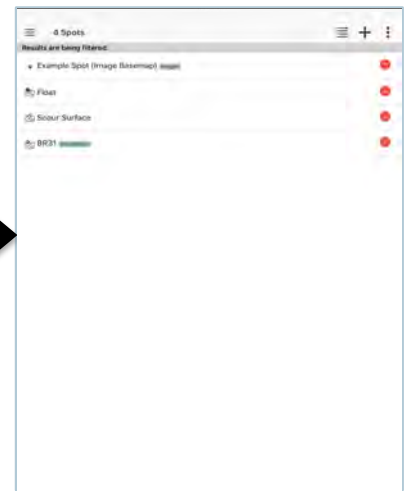 4 Spots
Results are being filtered.
Example Spot (Image Basemap)
Float
Scour Surface
BR31